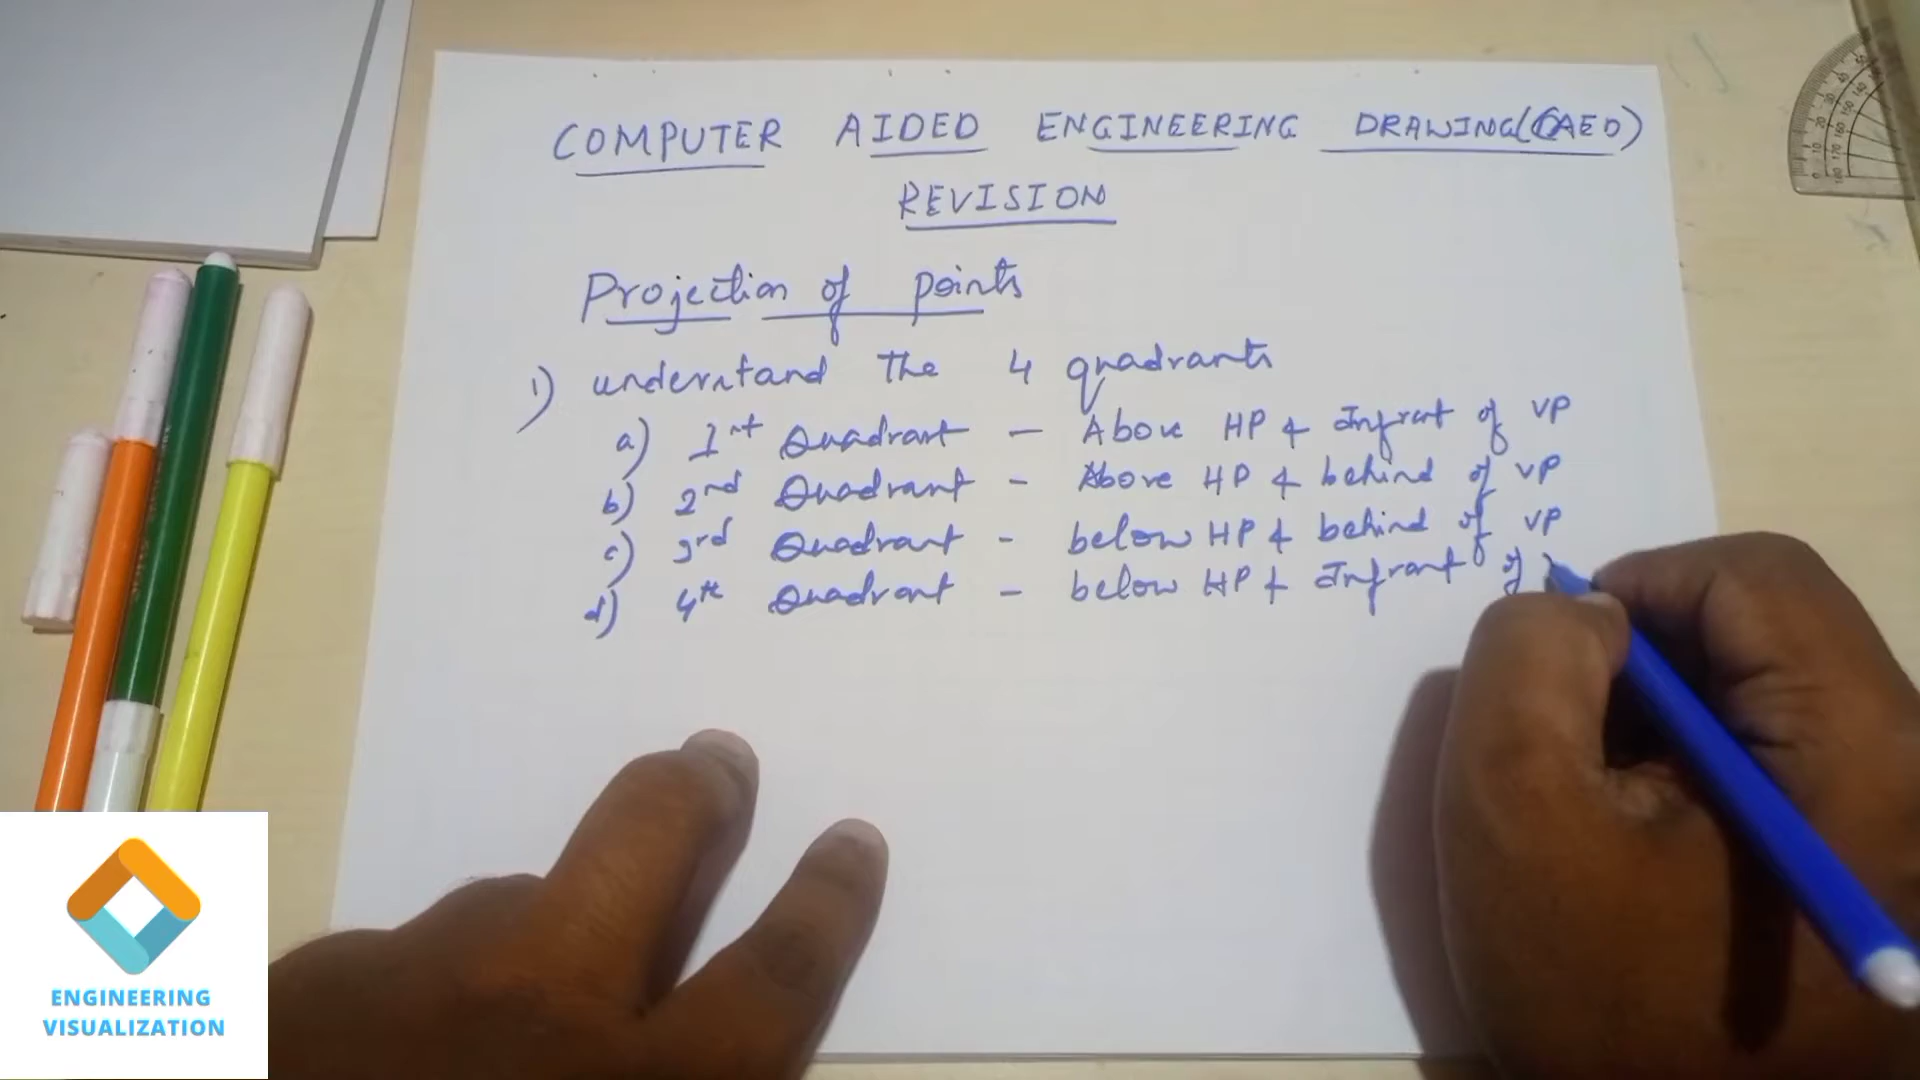 COMPUTER AIDED ENGINEERING DRAWING(CAED)
REVISION
Projection of points
1) understand the 4 quadrants
a) 1st Quadrant - Above HP & Infront of VP
b) 2nd Quadrant - Above HP & behind of VP
c) 3rd Quadrant - below HP & behind of VP
d) 4th Quadrant - below HP & Infront of
ENGINEERING
VISUALIZATION